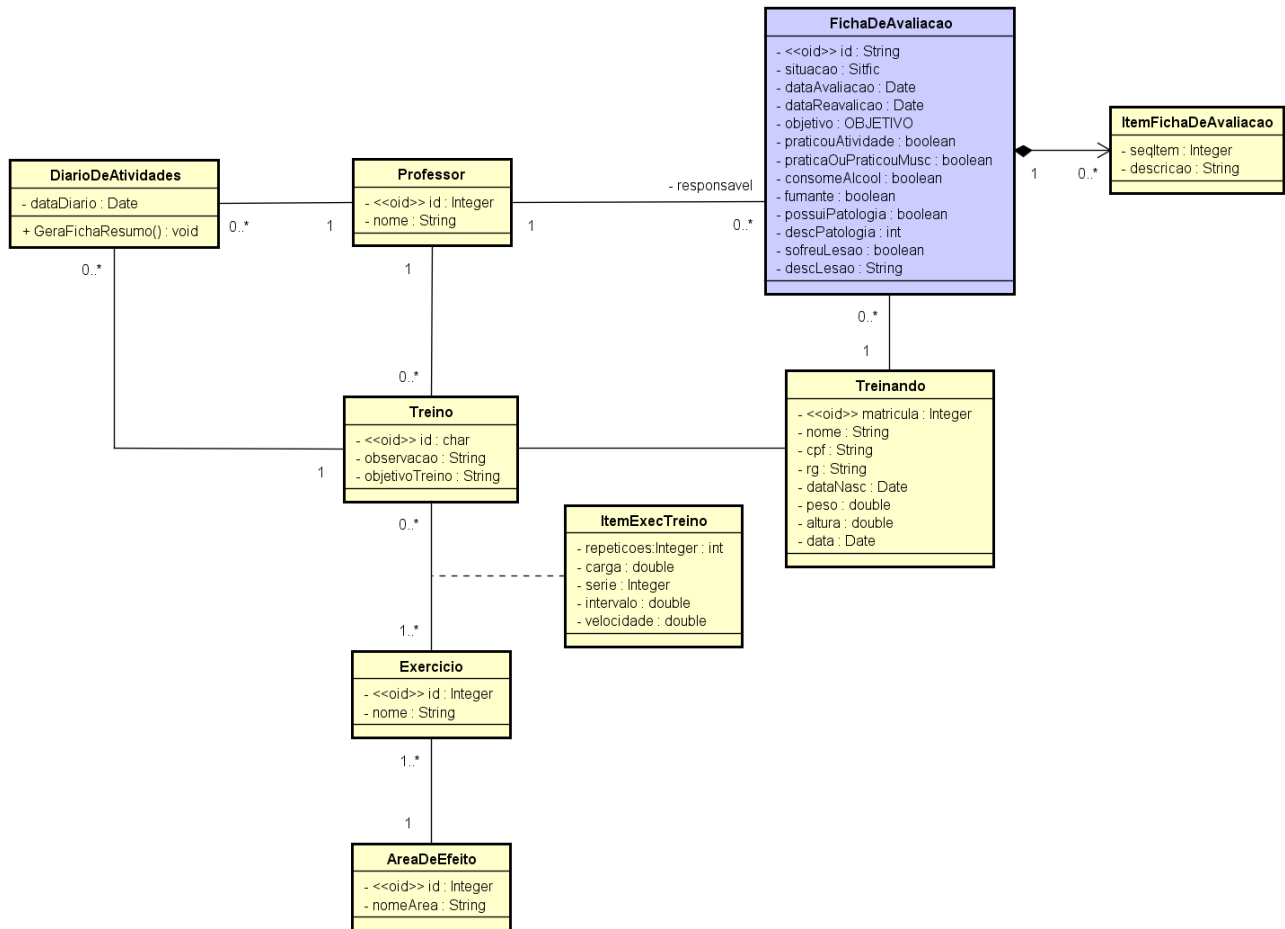 FichaDeAvaliacao
- <<oid>> id : String
- situacao : Sitfic
- dataAvaliacao : Date
- dataReavalicao : Date
- objetivo : OBJETIVO
- praticouAtividade : boolean
- praticaOuPraticouMusc : boolean
- consomeAlcool : boolean
- fumante : boolean
- possuiPatologia : boolean
- descPatologia : int
- sofreuLesao : boolean
- descLesao : String
ItemFichaDeAvaliacao
- seqItem : Integer
- descricao : String
1
0..*
DiarioDeAtividades
- dataDiario : Date
+ GeraFichaResumo() : void
0..*
1
Professor
- <<oid>> id : Integer
- nome : String
- responsavel
1
0..*
0..*
1
0..*
1
0..*
1
Treino
- <<oid>> id : char
- observacao : String
- objetivoTreino : String
Treinando
- <<oid>> matricula : Integer
- nome : String
- cpf : String
- rg : String
- dataNasc : Date
- peso : double
- altura : double
- data : Date
0..*
1..*
ItemExecTreino
- repeticoes:Integer : int
- carga : double
- serie : Integer
- intervalo : double
- velocidade : double
Exercicio
- <<oid>> id : Integer
- nome : String
1..*
1
AreaDeEfeito
- <<oid>> id : Integer
- nomeArea : String